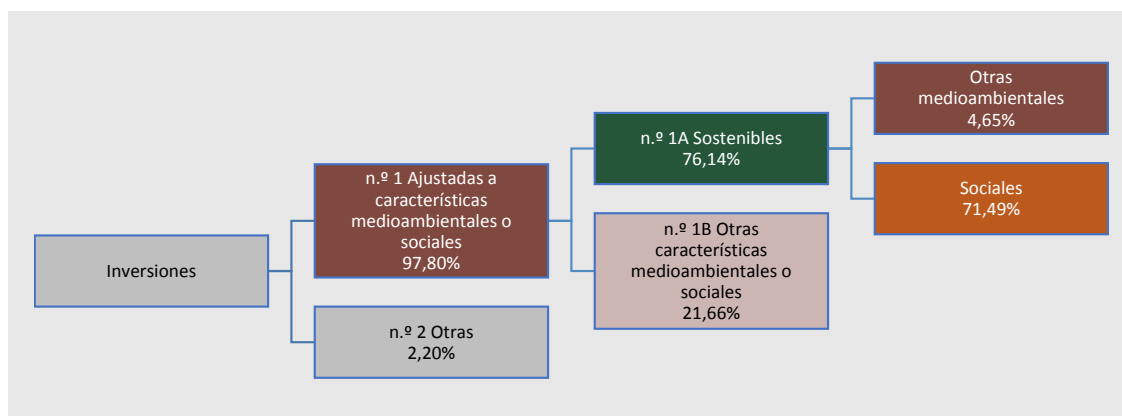 Inversiones
n.º 1 Ajustadas a
características
medioambientales o
sociales
97,80%
n.º 2 Otras
2,20%
n.º 1A Sostenibles
76,14%
n.º 1B Otras
características
medioambientales o
sociales
21,66%
Otras
medioambientales
4,65%
Sociales
71,49%